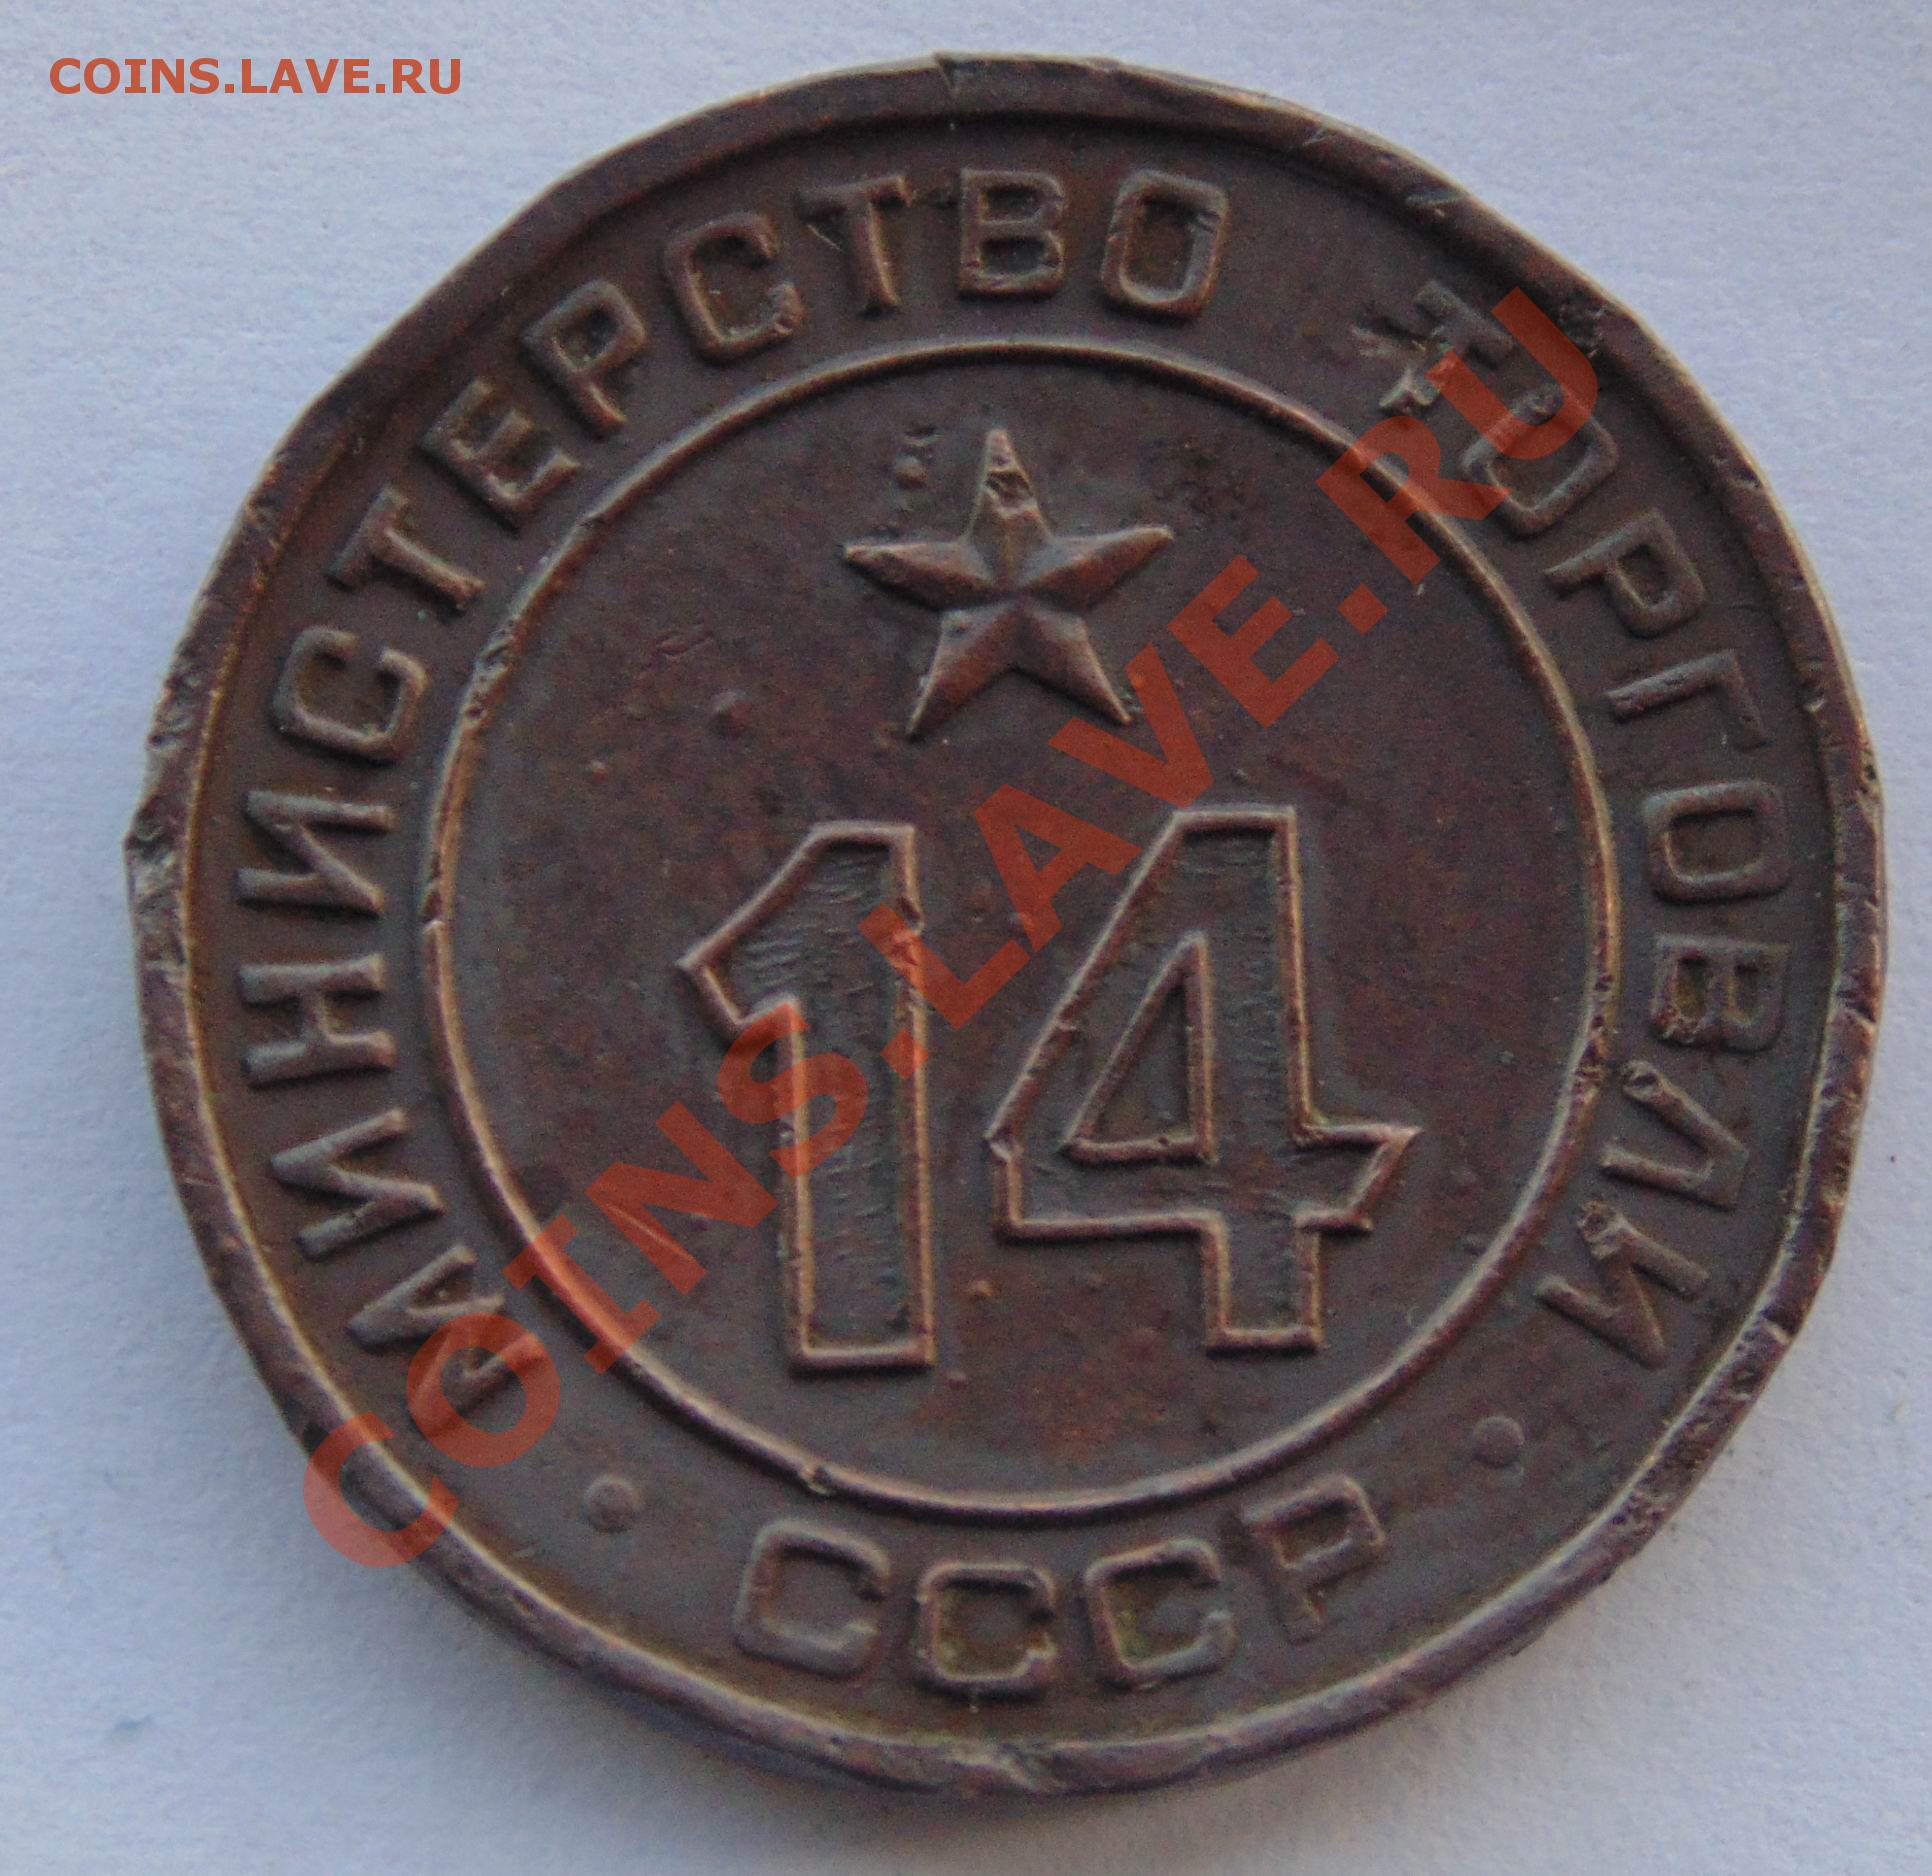 COINS.LAVE.RU
МИНИСТЕРСТВО ТОРГОВЛИ
14
СССР
COINS.LAVE.RU